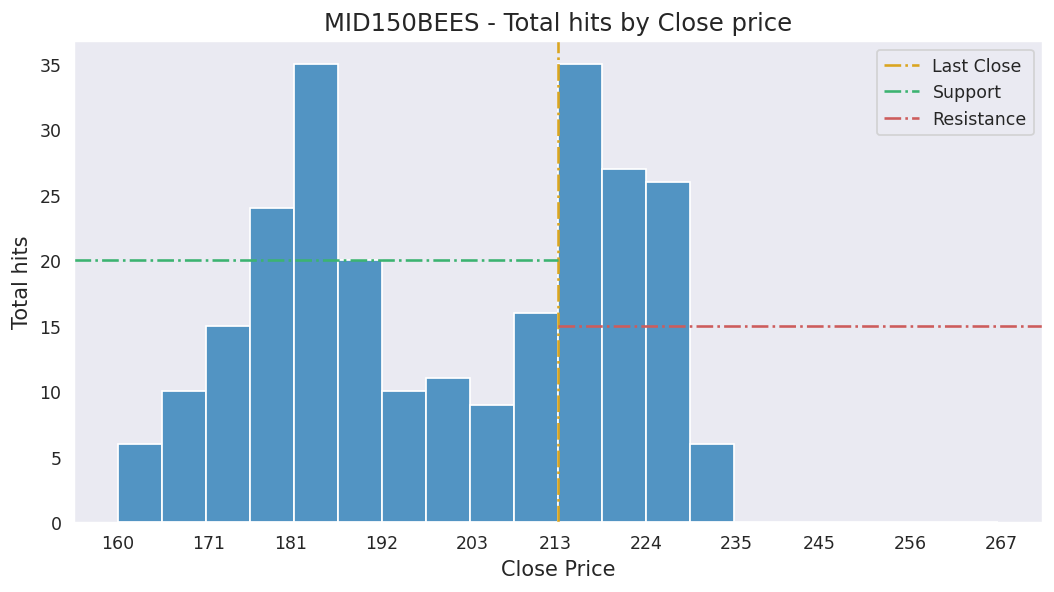 MID150BEES - Total hits by Close price
Last Close
Support
Resistance
Total hits
35
30
25
20
15
10
5
0
160 171 181 192 203 213 224 235 245 256 267
Close Price